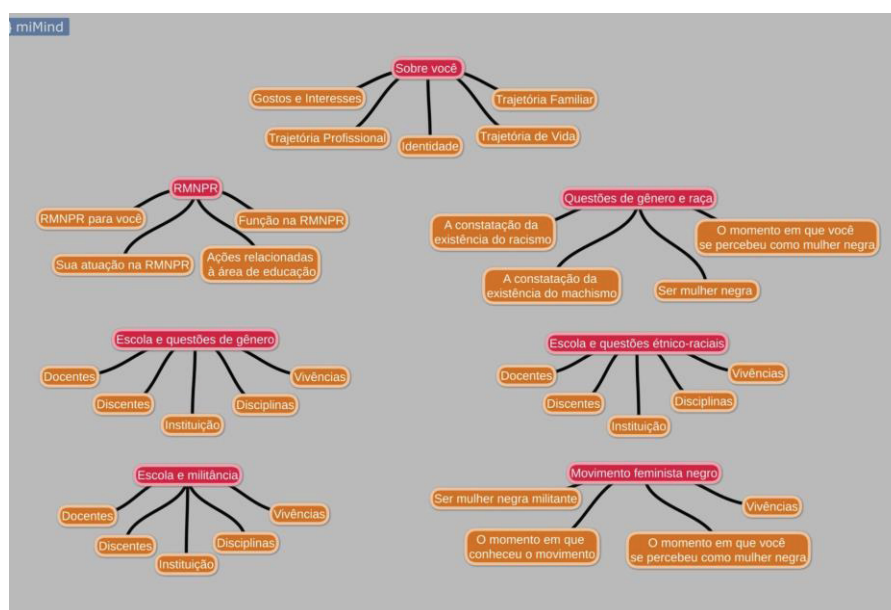 miMind
Sobre você
Gostos e Interesses
Trajetória Familiar
Trajetória Profissional
Identidade
Trajetória de Vida
RMNPR
RMNPR para você
Função na RMNPR
Sua atuação na RMNPR
Ações relacionadas
à área de educação
Questões de gênero e raça
A constatação da
existência do racismo
O momento em que você
se percebeu como mulher negra
A constatação da
existência do machismo
Ser mulher negra
Escola e questões de gênero
Docentes
Vivências
Discentes
Disciplinas
Instituição
Escola e questões étnico-raciais
Docentes
Vivências
Discentes
Disciplinas
Instituição
Escola e militância
Docentes
Vivências
Discentes
Disciplinas
Instituição
Movimento feminista negro
Ser mulher negra militante
Vivências
O momento em que
conheceu o movimento
O momento em que você
se percebeu como mulher negra